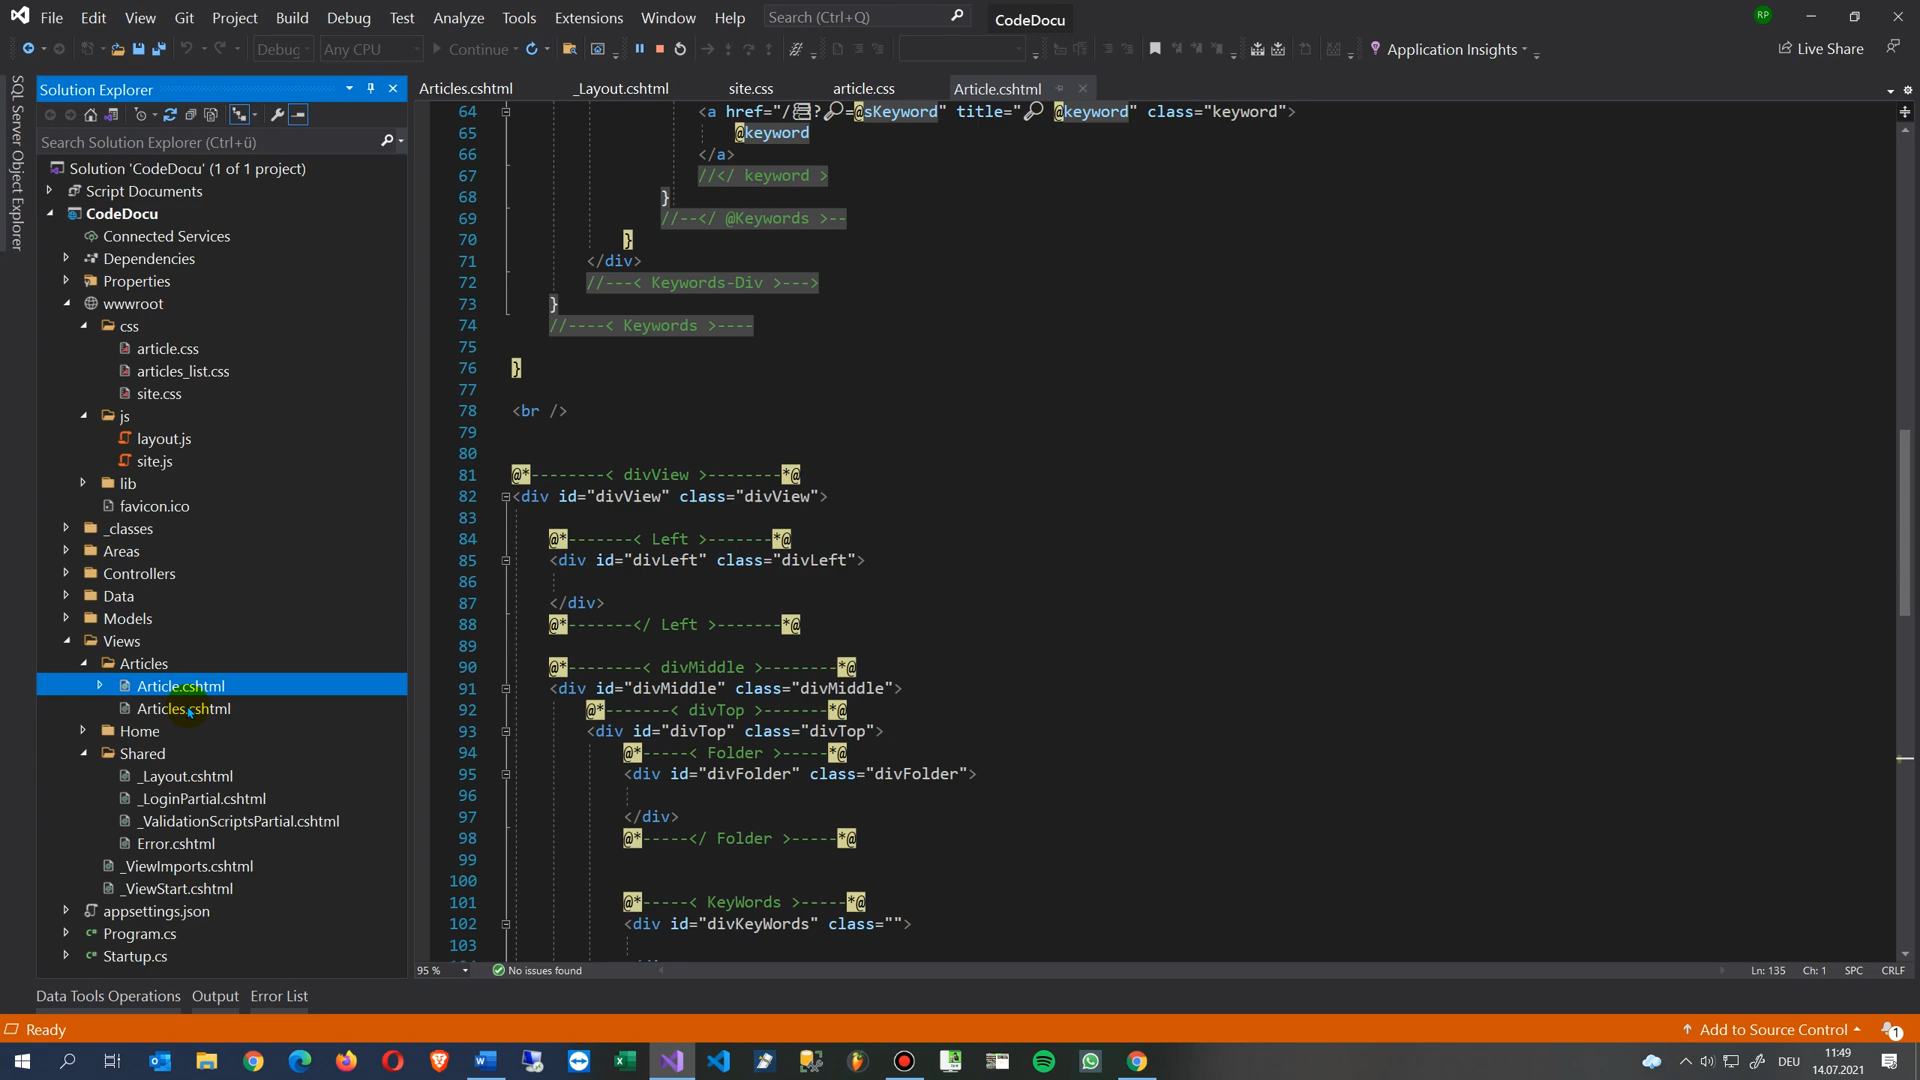 File Edit View Git Project Build Debug Test Analyze Tools Extensions Window Help Search (Ctrl+Q) CodeDocu RP
Debug Any CPU Continue Application Insights Live Share
SQL Server Object Explorer
Solution Explorer
Search Solution Explorer (Ctrl+ü)
Solution 'CodeDocu' (1 of 1 project)
Script Documents
CodeDocu
Connected Services
Dependencies
Properties
wwwroot
css
article.css
articles_list.css
site.css
js
layout.js
site.js
lib
favicon.ico
_classes
Areas
Controllers
Data
Models
Views
Articles
Article.cshtml
Articles.cshtml
Home
Shared
_Layout.cshtml
_LoginPartial.cshtml
_ValidationScriptsPartial.cshtml
Error.cshtml
_ViewImports.cshtml
_ViewStart.cshtml
appsettings.json
Program.cs
Startup.cs
Articles.cshtml _Layout.cshtml site.css article.css Article.cshtml
64 <a href="/📚?🔎=@sKeyword" title="🔎 @keyword" class="keyword">
65 @keyword
66 </a>
67 //</ keyword >
68 }
69 //--</ @Keywords >--
70 }
71 </div>
72 //---< Keywords-Div >--->
73 }
74 //----< Keywords >----
75
76 }
77
78 <br />
79
80
81 @*--------< divView >--------*@
82 <div id="divView" class="divView">
83
84 @*-------< Left >-------*@
85 <div id="divLeft" class="divLeft">
86
87 </div>
88 @*-------</ Left >-------*@
89
90 @*-------< divMiddle >--------*@
91 <div id="divMiddle" class="divMiddle">
92 @*------< divTop >-------*@
93 <div id="divTop" class="divTop">
94 @*-----< Folder >-----*@
95 <div id="divFolder" class="divFolder">
96
97 </div>
98 @*-----</ Folder >-----*@
99
100
101 @*-----< KeyWords >-----*@
102 <div id="divKeyWords" class="">
103
95 % No issues found Ln: 135 Ch: 1 SPC CRLF
Data Tools Operations Output Error List
Ready Add to Source Control 1
DEU 11:49
14.07.2021